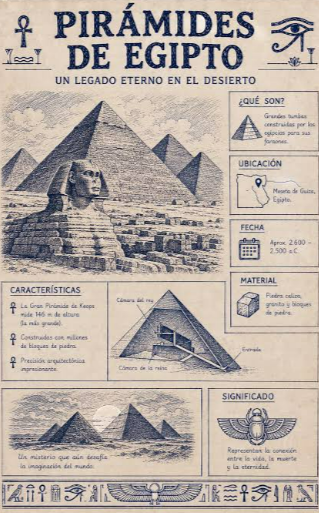 PIRÁMIDES
DE EGIPTO
UN LEGADO ETERNO EN EL DESIERTO
¿QUÉ SON?
Grandes tumbas
construidas por los
egipcios para sus
faraones.
UBICACIÓN
Meseta de Guiza,
Egipto.
FECHA
Aprox. 2.600 -
2.500 a.C.
MATERIAL
Piedra caliza,
granito y bloques
de piedra.
CARACTERÍSTICAS
La Gran Pirámide de Keops
mide 146 m de altura
(la más grande).
Construidas con millones
de bloques de piedra.
Precisión arquitectónica
impresionante.
Cámara del rey
Entrada
Cámara de la reina
Un misterio que aún desafía
la imaginación del mundo.
SIGNIFICADO
Representan la conexión
entre la vida, la muerte
y la eternidad.